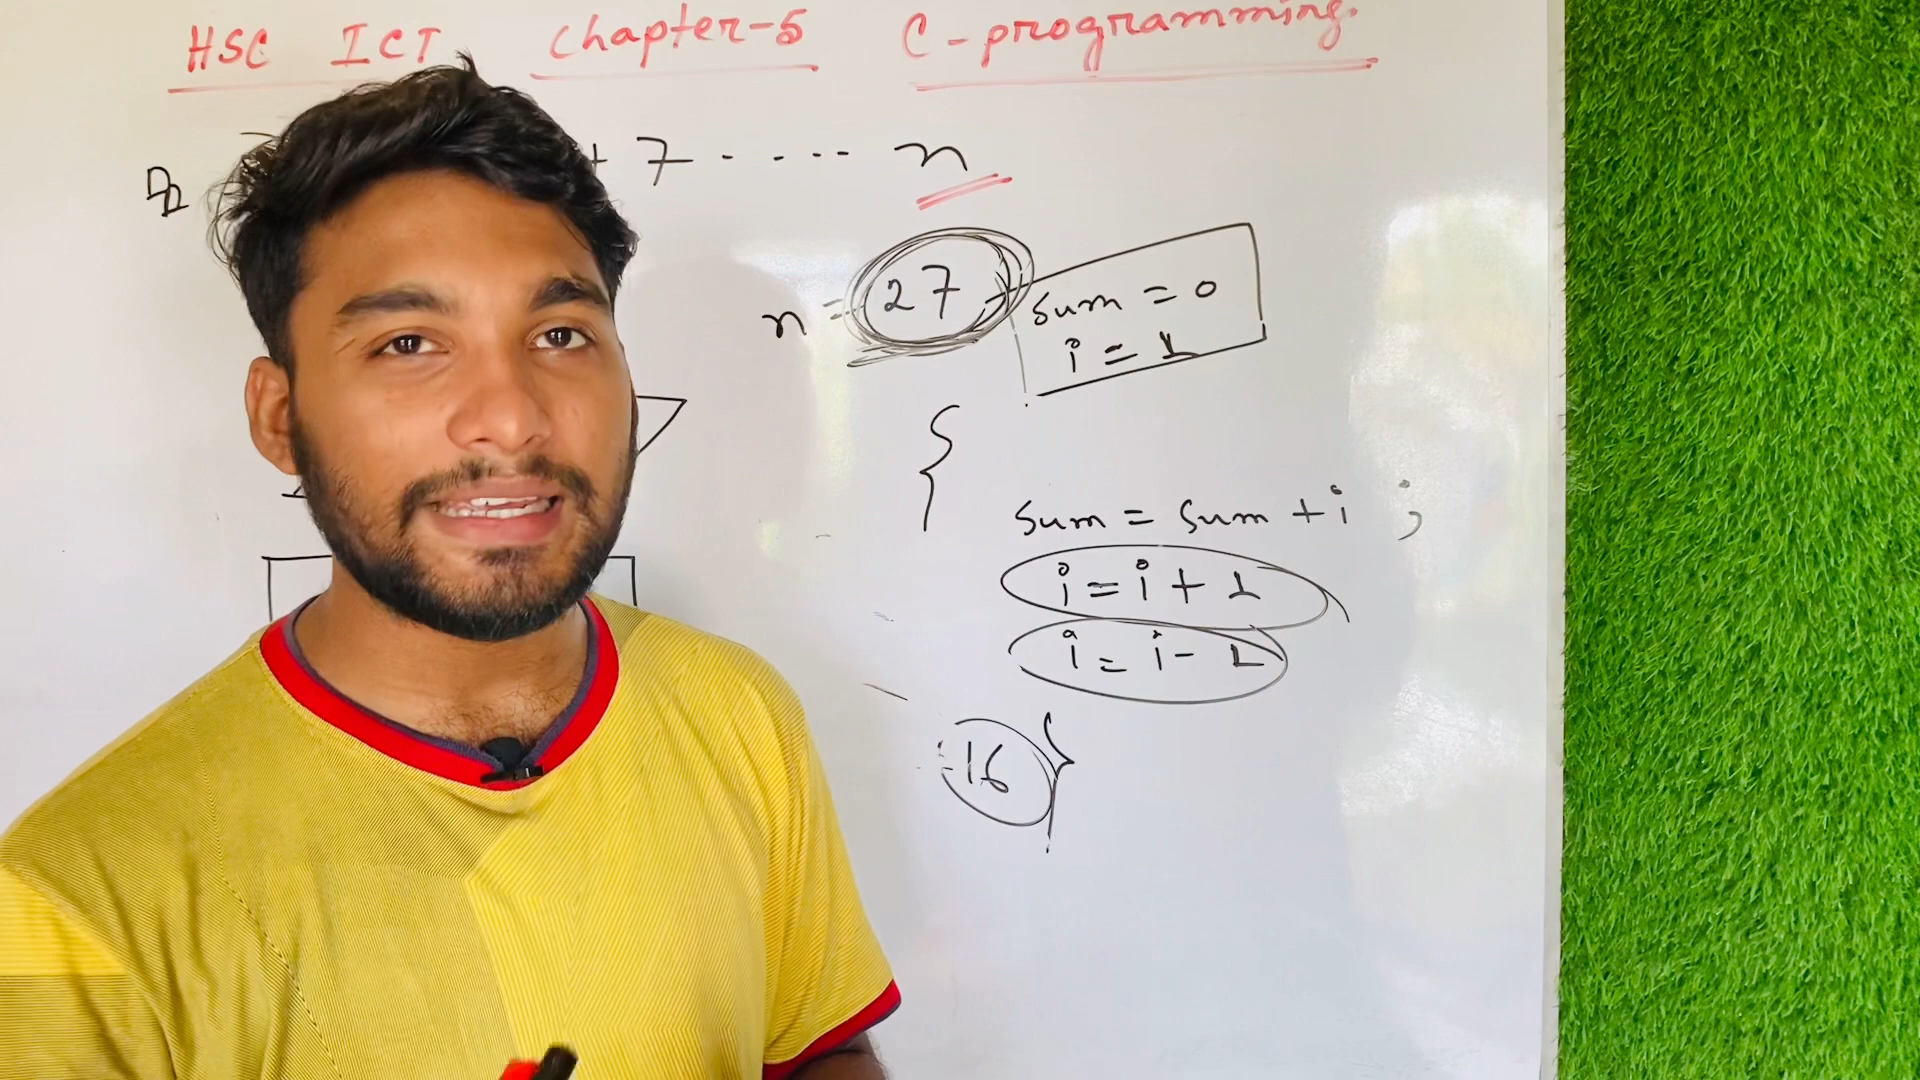 HSC ICT Chapter-5 C-programming.
+ 7 - . - . . n
n = 27
sum = 0
i = 1
{
sum = sum + i ;
i = i + 1
i = i - 1
16 }